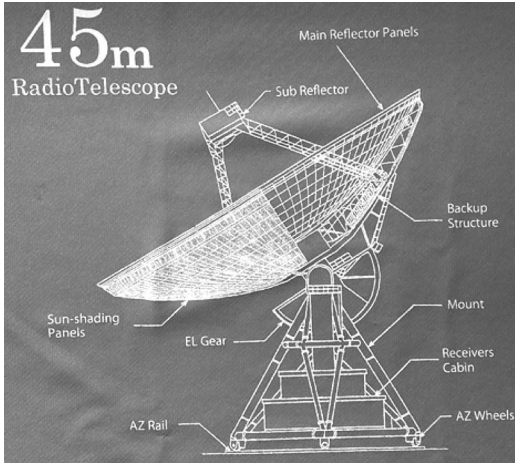 45m
RadioTelescope
Main Reflector Panels
Sub Reflector
Backup
Structure
Sun-shading
Panels
EL Gear
Mount
Receivers
Cabin
AZ Rail
AZ Wheels